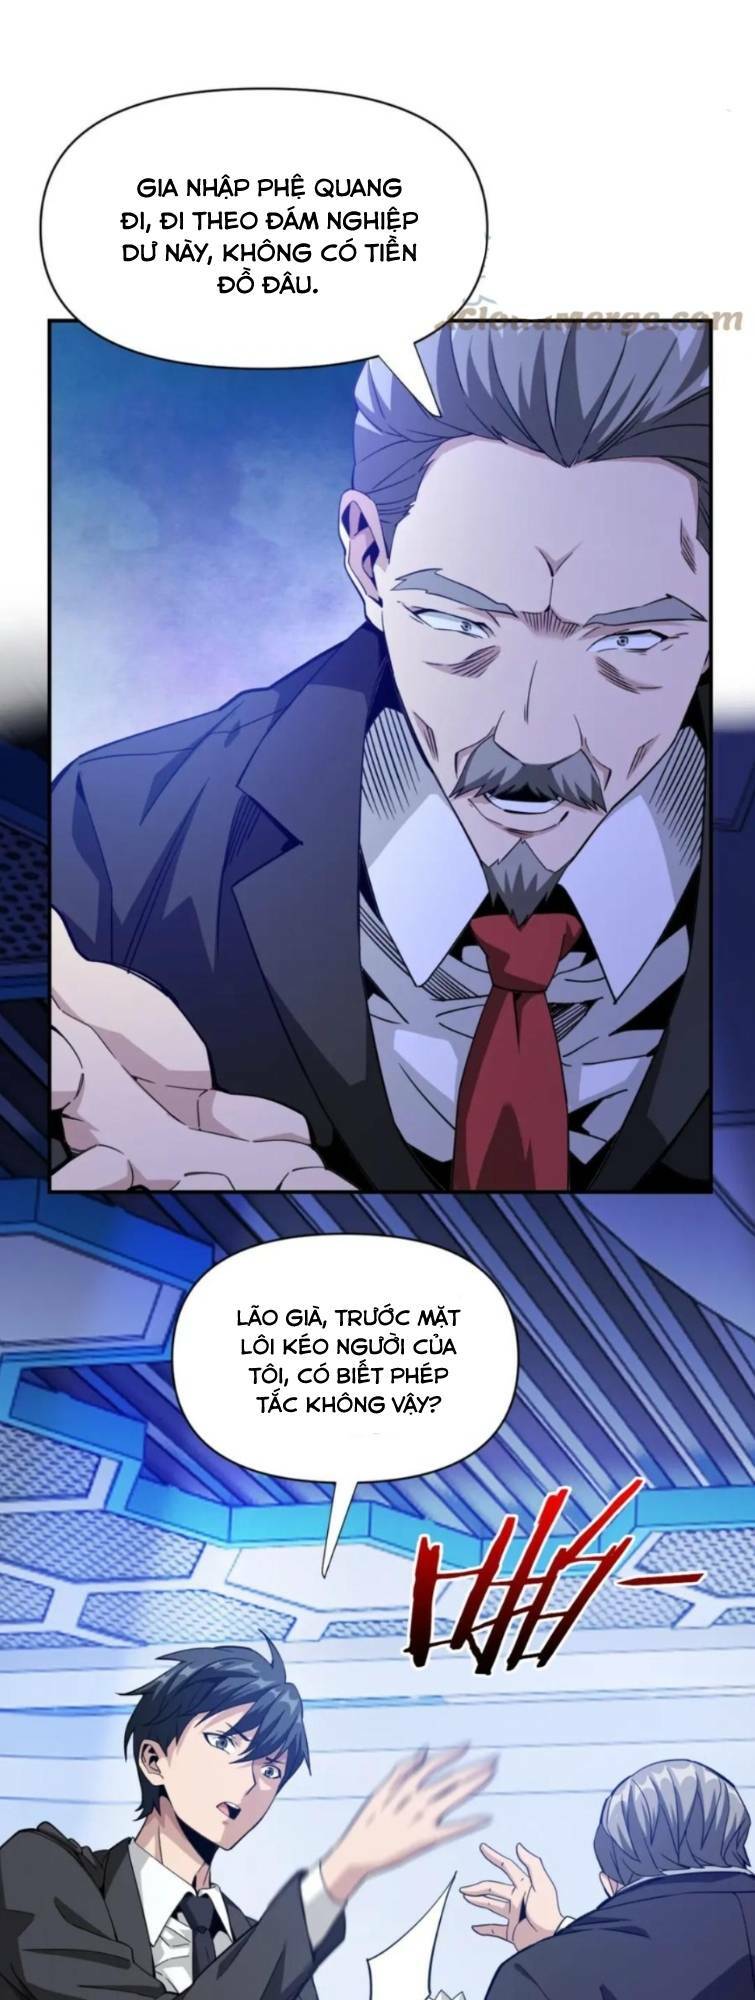 GIA NHẬP PHỆ QUANG
ĐI, ĐI THEO ĐÁM NGHIỆP
DƯ NÀY, KHÔNG CÓ TIỀN
ĐỒ ĐÂU.
LÃO GIÀ, TRƯỚC MẶT
LÔI KÉO NGƯỜI CỦA
TÔI, CÓ BIẾT PHÉP
TẮC KHÔNG VẬY?